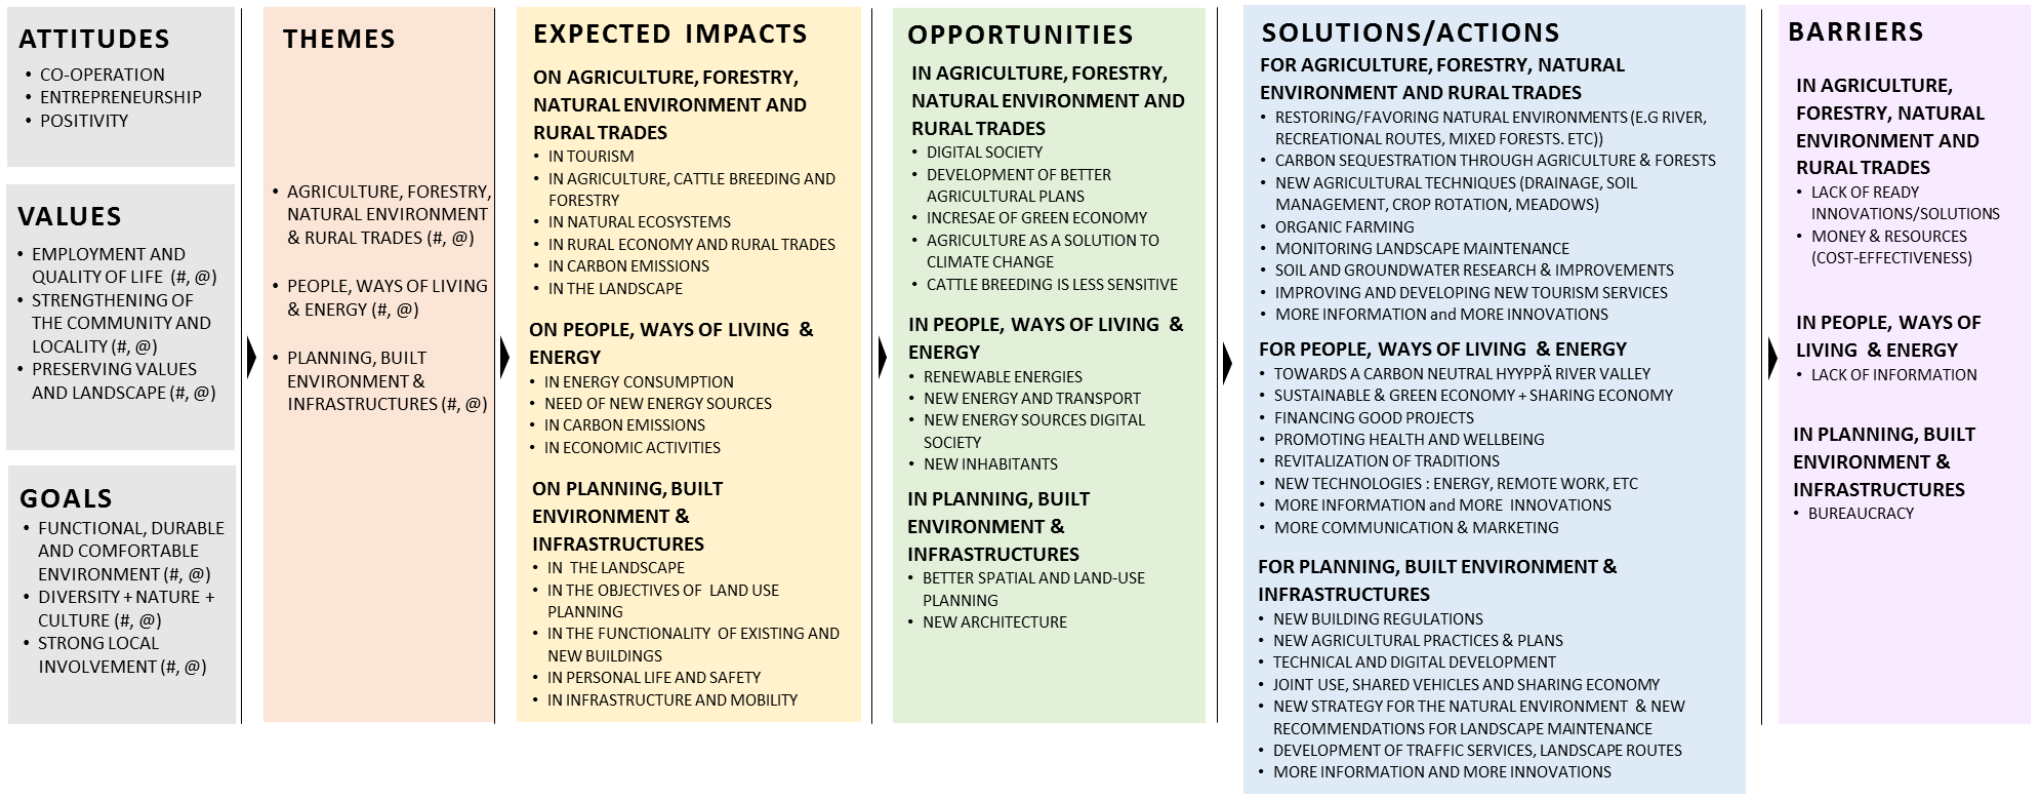 ATTITUDES
• CO-OPERATION
• ENTREPRENEURSHIP
• POSITIVITY
VALUES
• EMPLOYMENT AND
QUALITY OF LIFE (#, @)
• STRENGTHENING OF
THE COMMUNITY AND
LOCALITY (#, @)
• PRESERVING VALUES
AND LANDSCAPE (#, @)
GOALS
• FUNCTIONAL, DURABLE
AND COMFORTABLE
ENVIRONMENT (#, @)
• DIVERSITY + NATURE +
CULTURE (#, @)
• STRONG LOCAL
INVOLVEMENT (#, @)
THEMES
• AGRICULTURE, FORESTRY,
NATURAL ENVIRONMENT
& RURAL TRADES (#, @)
• PEOPLE, WAYS OF LIVING
& ENERGY (#, @)
• PLANNING, BUILT
ENVIRONMENT &
INFRASTRUCTURES (#, @)
EXPECTED IMPACTS
ON AGRICULTURE, FORESTRY,
NATURAL ENVIRONMENT AND
RURAL TRADES
• IN TOURISM
• IN AGRICULTURE, CATTLE BREEDING AND
FORESTRY
• IN NATURAL ECOSYSTEMS
• IN RURAL ECONOMY AND RURAL TRADES
• IN CARBON EMISSIONS
• IN THE LANDSCAPE
ON PEOPLE, WAYS OF LIVING &
ENERGY
• IN ENERGY CONSUMPTION
• NEED OF NEW ENERGY SOURCES
• IN CARBON EMISSIONS
• IN ECONOMIC ACTIVITIES
ON PLANNING, BUILT
ENVIRONMENT &
INFRASTRUCTURES
• IN THE LANDSCAPE
• IN THE OBJECTIVES OF LAND USE
PLANNING
• IN THE FUNCTIONALITY OF EXISTING AND
NEW BUILDINGS
• IN PERSONAL LIFE AND SAFETY
• IN INFRASTRUCTURE AND MOBILITY
OPPORTUNITIES
IN AGRICULTURE, FORESTRY,
NATURAL ENVIRONMENT AND
RURAL TRADES
• DIGITAL SOCIETY
• DEVELOPMENT OF BETTER
AGRICULTURAL PLANS
• INCRESAE OF GREEN ECONOMY
• AGRICULTURE AS A SOLUTION TO
CLIMATE CHANGE
• CATTLE BREEDING IS LESS SENSITIVE
IN PEOPLE, WAYS OF LIVING &
ENERGY
• RENEWABLE ENERGIES
• NEW ENERGY AND TRANSPORT
• NEW ENERGY SOURCES DIGITAL
SOCIETY
• NEW INHABITANTS
IN PLANNING, BUILT
ENVIRONMENT &
INFRASTRUCTURES
• BETTER SPATIAL AND LAND-USE
PLANNING
• NEW ARCHITECTURE
SOLUTIONS/ACTIONS
FOR AGRICULTURE, FORESTRY, NATURAL
ENVIRONMENT AND RURAL TRADES
• RESTORING/FAVORING NATURAL ENVIRONMENTS (E.G RIVER,
RECREATIONAL ROUTES, MIXED FORESTS. ETC))
• CARBON SEQUESTRATION THROUGH AGRICULTURE & FORESTS
• NEW AGRICULTURAL TECHNIQUES (DRAINAGE, SOIL
MANAGEMENT, CROP ROTATION, MEADOWS)
• ORGANIC FARMING
• MONITORING LANDSCAPE MAINTENANCE
• SOIL AND GROUNDWATER RESEARCH & IMPROVEMENTS
• IMPROVING AND DEVELOPING NEW TOURISM SERVICES
• MORE INFORMATION and MORE INNOVATIONS
FOR PEOPLE, WAYS OF LIVING & ENERGY
• TOWARDS A CARBON NEUTRAL HYYPPÄ RIVER VALLEY
• SUSTAINABLE & GREEN ECONOMY + SHARING ECONOMY
• FINANCING GOOD PROJECTS
• PROMOTING HEALTH AND WELLBEING
• REVITALIZATION OF TRADITIONS
• NEW TECHNOLOGIES : ENERGY, REMOTE WORK, ETC
• MORE INFORMATION and MORE INNOVATIONS
• MORE COMMUNICATION & MARKETING
FOR PLANNING, BUILT ENVIRONMENT &
INFRASTRUCTURES
• NEW BUILDING REGULATIONS
• NEW AGRICULTURAL PRACTICES & PLANS
• TECHNICAL AND DIGITAL DEVELOPMENT
• JOINT USE, SHARED VEHICLES AND SHARING ECONOMY
• NEW STRATEGY FOR THE NATURAL ENVIRONMENT & NEW
RECOMMENDATIONS FOR LANDSCAPE MAINTENANCE
• DEVELOPMENT OF TRAFFIC SERVICES, LANDSCAPE ROUTES
• MORE INFORMATION AND MORE INNOVATIONS
BARRIERS
IN AGRICULTURE,
FORESTRY, NATURAL
ENVIRONMENT AND
RURAL TRADES
• LACK OF READY
INNOVATIONS/SOLUTIONS
• MONEY & RESOURCES
(COST-EFFECTIVENESS)
IN PEOPLE, WAYS OF
LIVING & ENERGY
• LACK OF INFORMATION
IN PLANNING, BUILT
ENVIRONMENT &
INFRASTRUCTURES
• BUREAUCRACY